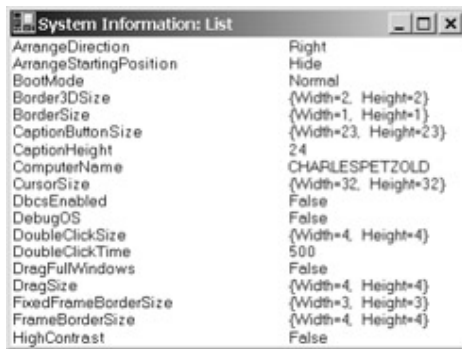 System Information: List
ArrangeDirection Right
ArrangeStartingPosition Hide
BootMode Normal
Border3DSize {Width=2, Height=2}
BorderSize {Width=1, Height=1}
CaptionButtonSize {Width=23, Height=23}
CaptionHeight 24
ComputerName CHARLESPETZOLD
CursorSize {Width=32, Height=32}
DbcsEnabled False
DebugOS False
DoubleClickSize {Width=4, Height=4}
DoubleClickTime 500
DragFullWindows False
DragSize {Width=4, Height=4}
FixedFrameBorderSize {Width=3, Height=3}
FrameBorderSize {Width=4, Height=4}
HighContrast False